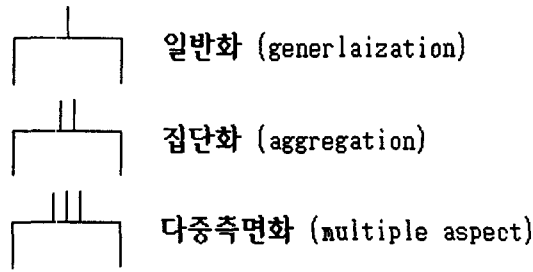 일반화 (generlaization)
집단화 (aggregation)
다중측면화 (multiple aspect)